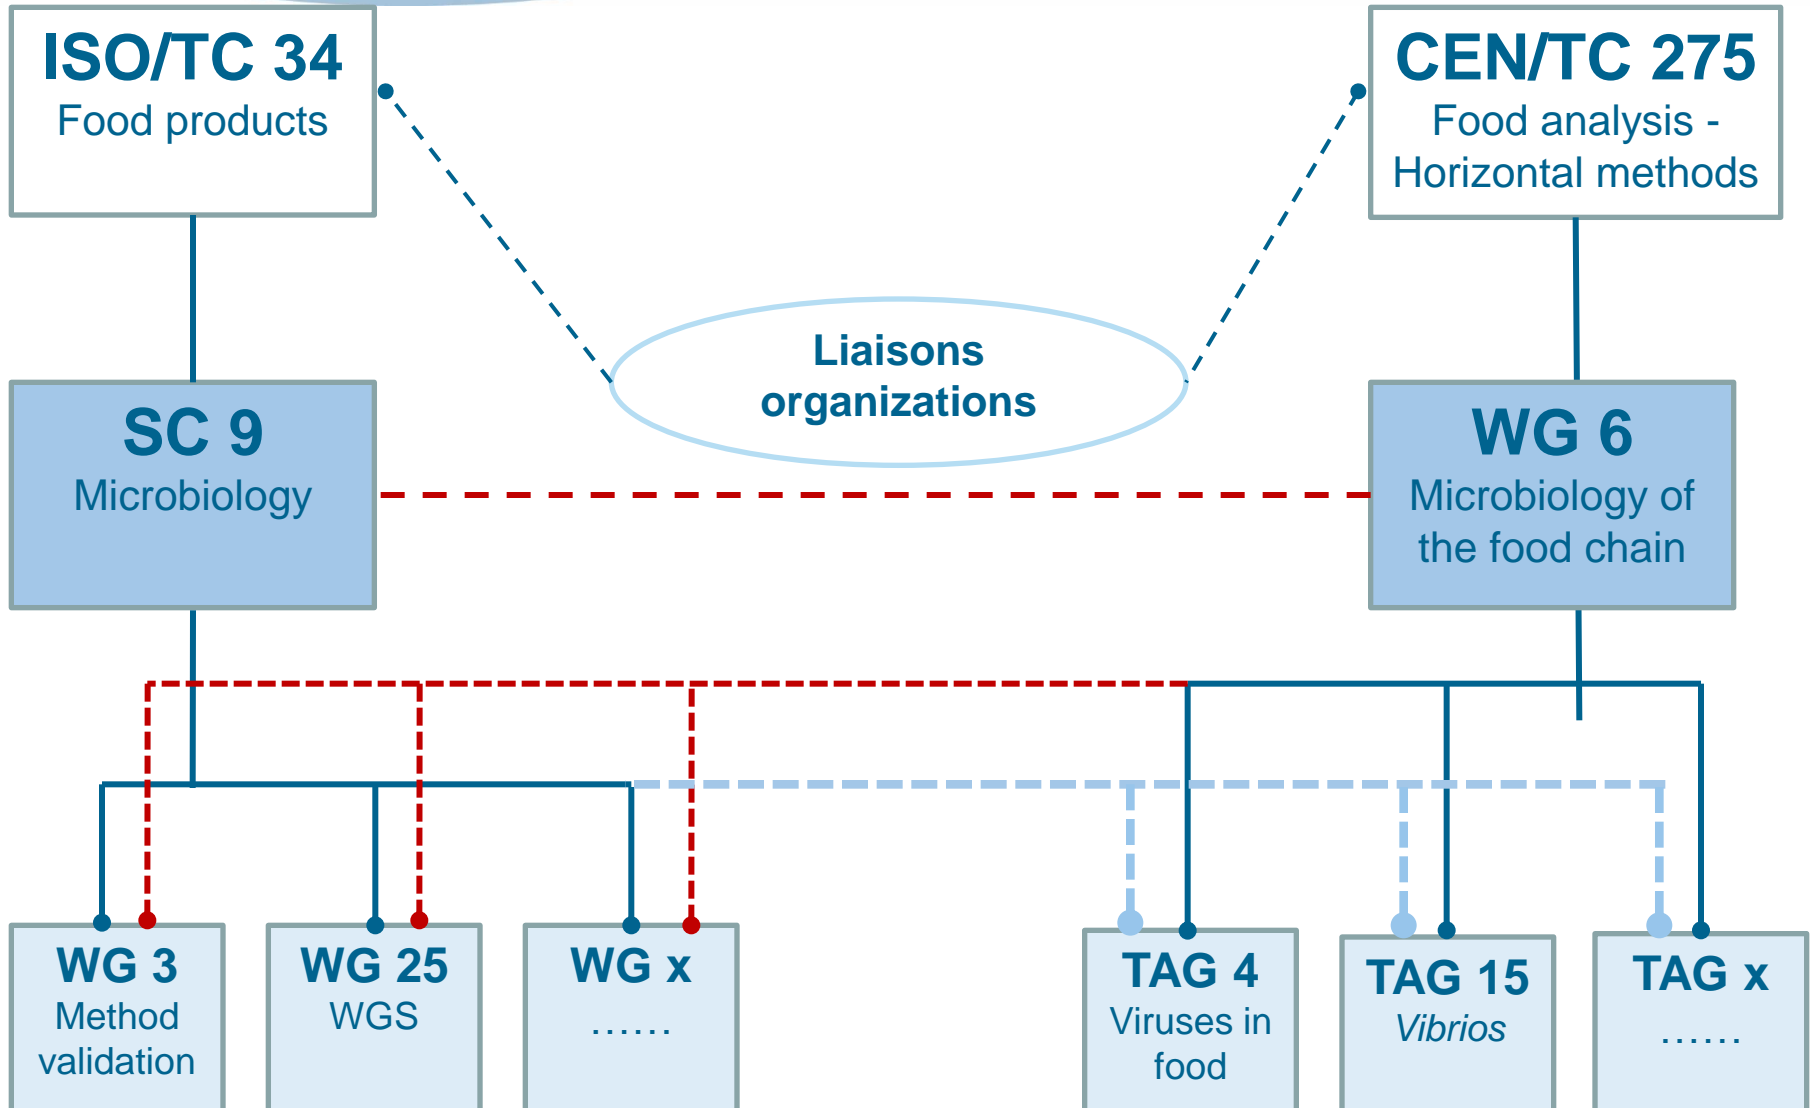 ISO/TC 34
Food products
CEN/TC 275
Food analysis -
Horizontal methods
Liaisons
organizations
SC 9
Microbiology
WG 6
Microbiology of
the food chain
WG 3
Method
validation
WG 25
WGS
WG x
......
TAG 4
Viruses in
food
TAG 15
Vibrios
TAG x
......